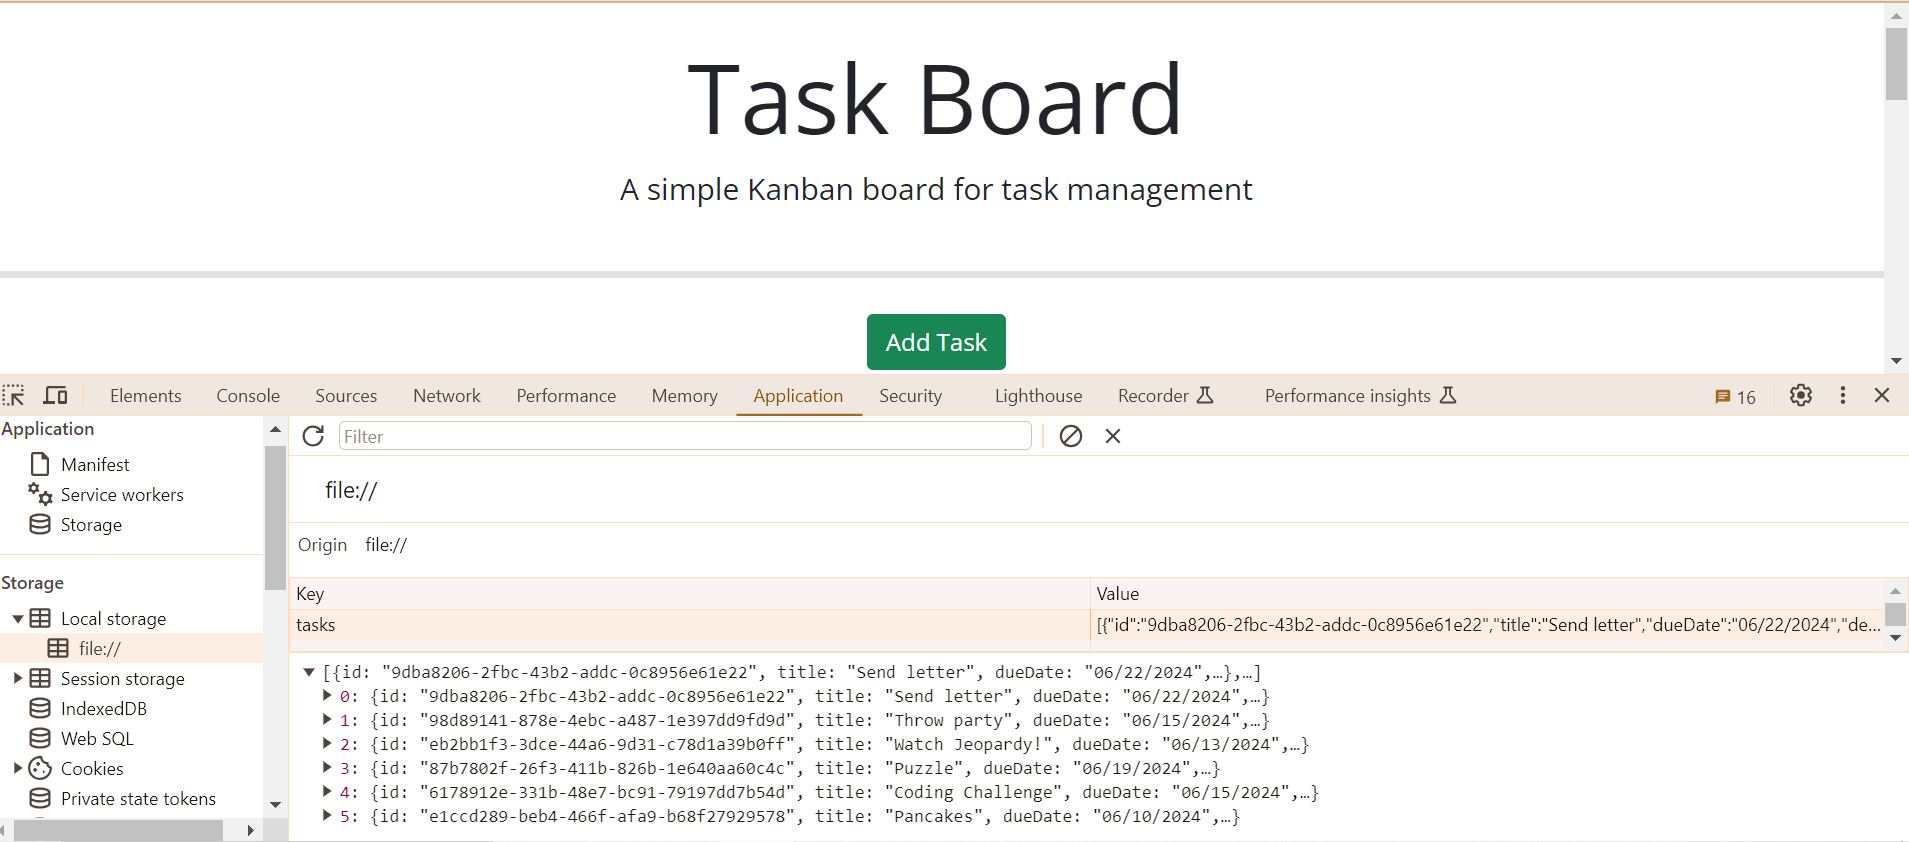 Task Board
A simple Kanban board for task management
Add Task
Elements Console Sources Network Performance Memory Application Security Lighthouse Recorder Performance insights 16
Application
Manifest
Service workers
Storage
Storage
Local storage
file://
Session storage
IndexedDB
Web SQL
Cookies
Private state tokens
Filter
file://
Origin file://
Key Value
tasks [{"id":"9dba8206-2fbc-43b2-addc-0c8956e61e22","title":"Send letter","dueDate":"06/22/2024","de...
[{id: "9dba8206-2fbc-43b2-addc-0c8956e61e22", title: "Send letter", dueDate: "06/22/2024",…},…]
0: {id: "9dba8206-2fbc-43b2-addc-0c8956e61e22", title: "Send letter", dueDate: "06/22/2024",…}
1: {id: "98d89141-878e-4ebc-a487-1e397dd9fd9d", title: "Throw party", dueDate: "06/15/2024",…}
2: {id: "eb2bb1f3-3dce-44a6-9d31-c78d1a39b0ff", title: "Watch Jeopardy!", dueDate: "06/13/2024",…}
3: {id: "87b7802f-26f3-411b-826b-1e640aa60c4c", title: "Puzzle", dueDate: "06/19/2024",…}
4: {id: "6178912e-331b-48e7-bc91-79197dd7b54d", title: "Coding Challenge", dueDate: "06/15/2024",…}
5: {id: "e1ccd289-beb4-466f-afa9-b68f27929578", title: "Pancakes", dueDate: "06/10/2024",…}